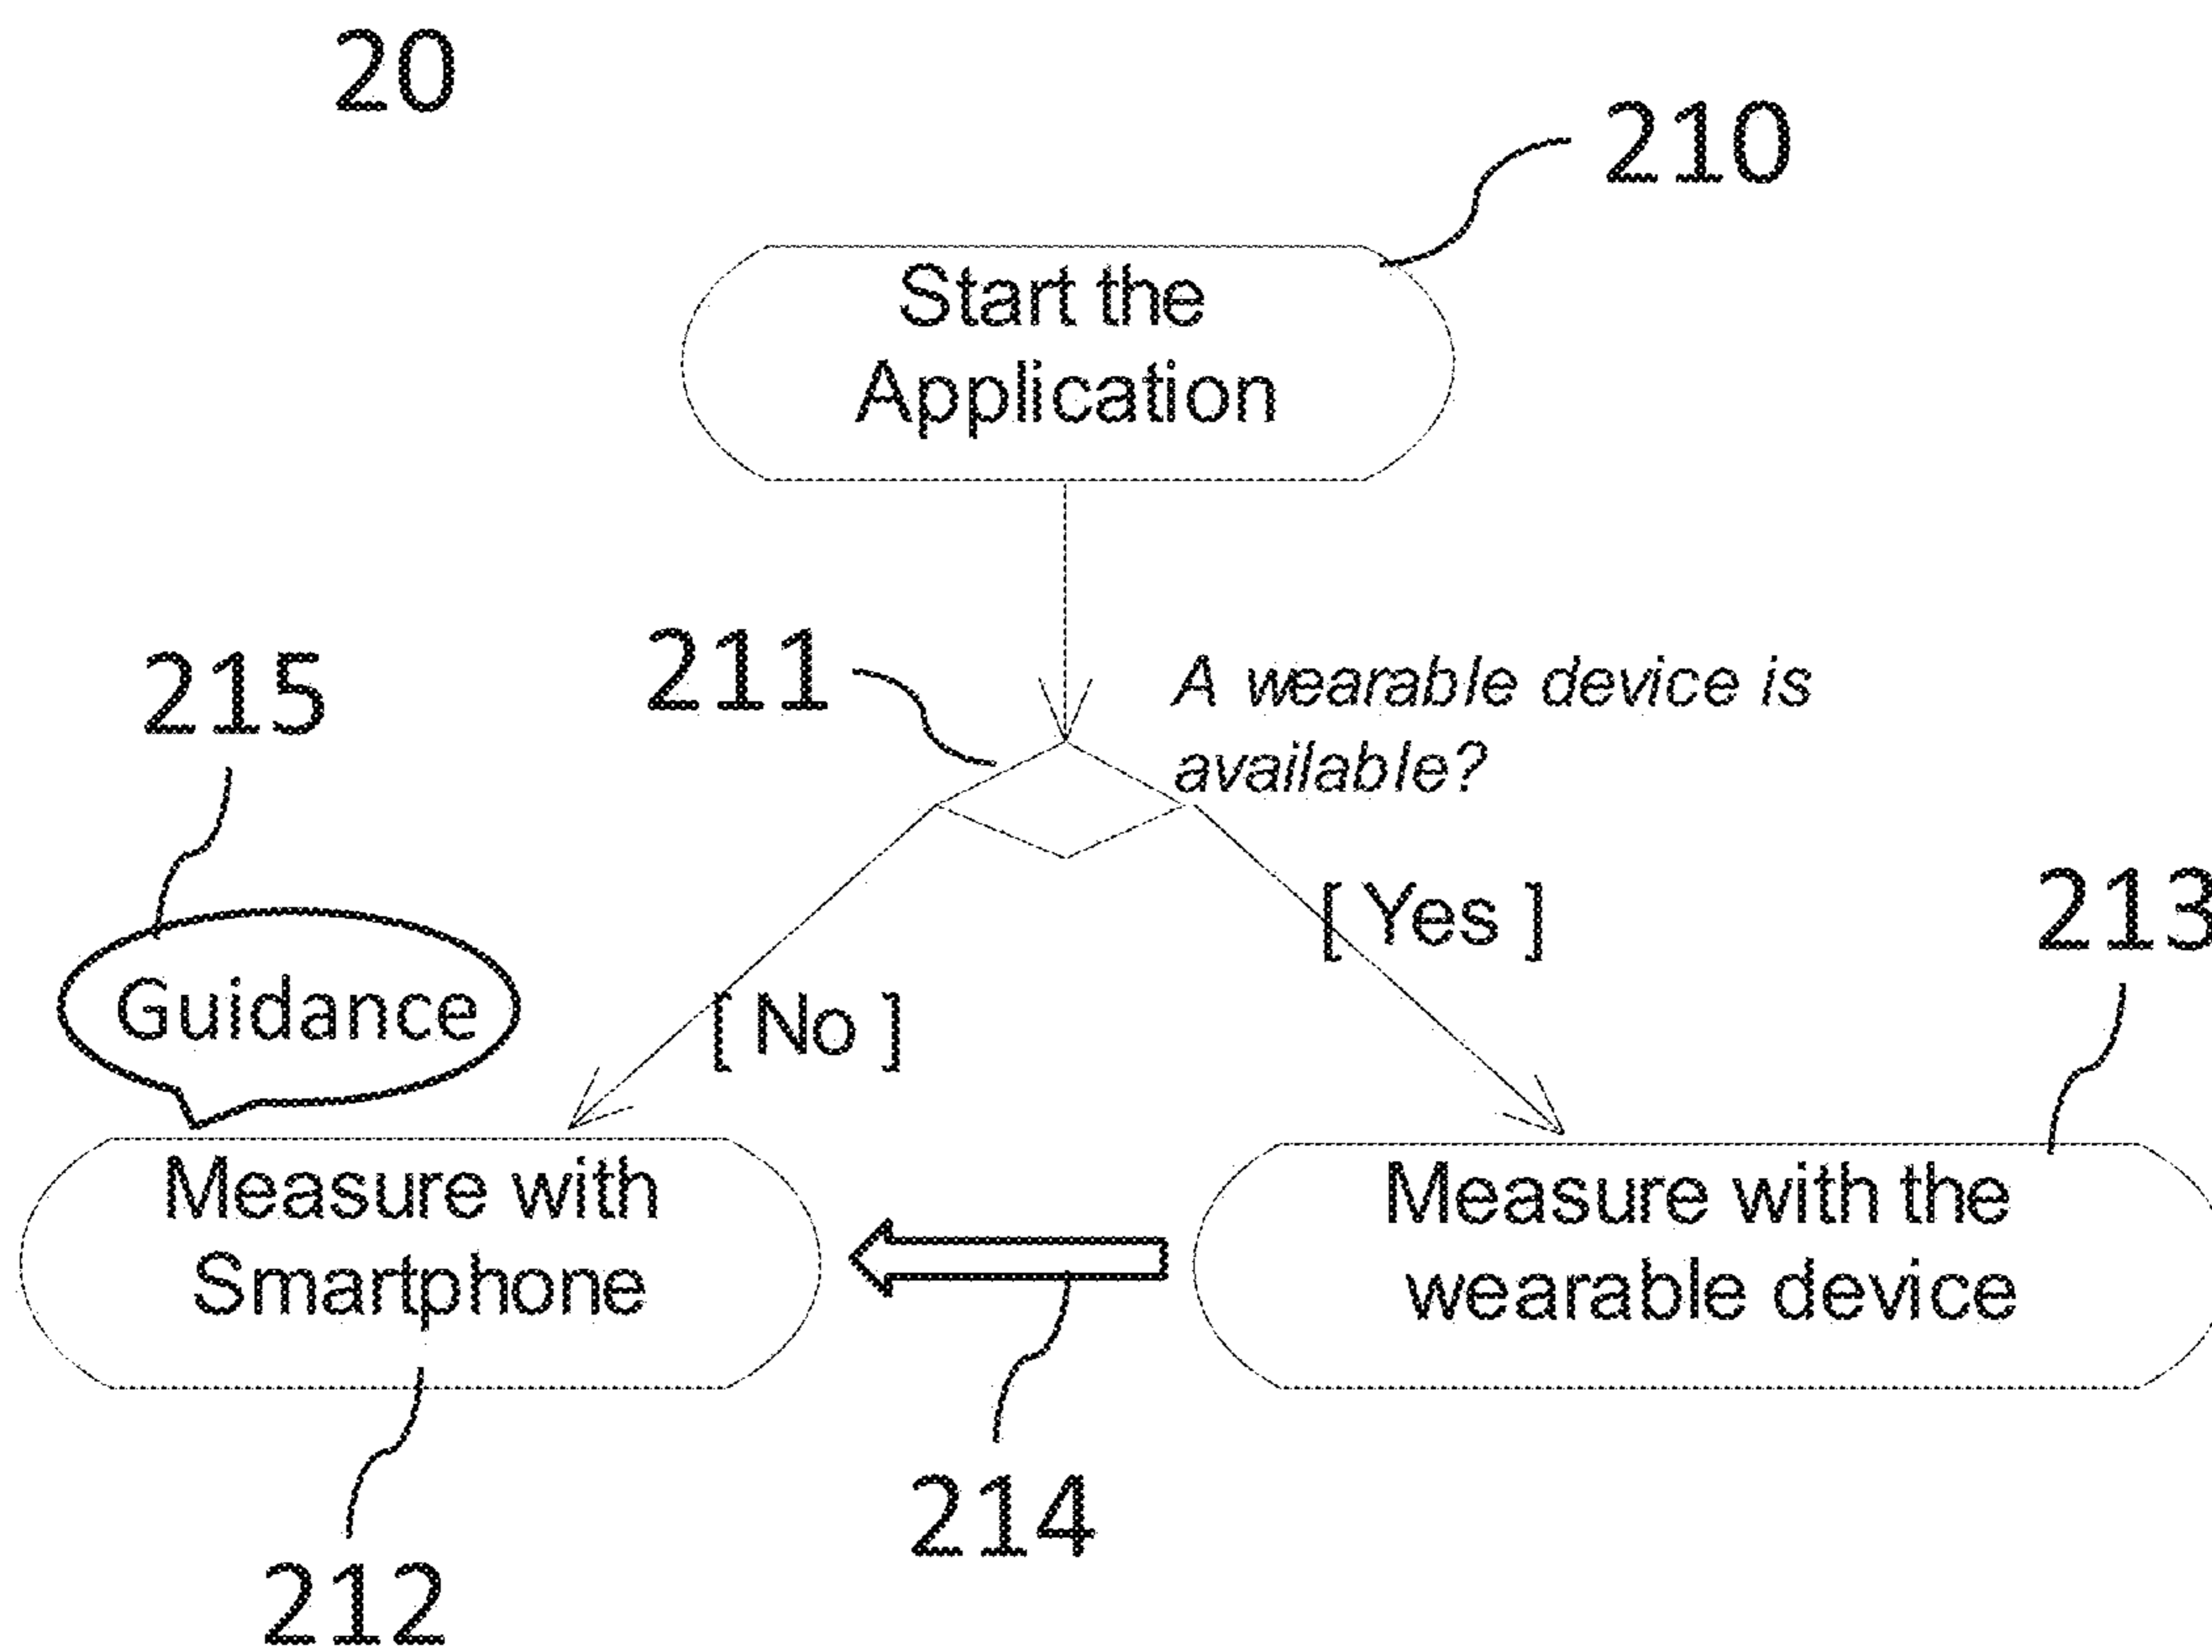 20
210
Start the
Application
211
A wearable device is
available?
215
[ Yes ]
213
Guidance
[ No ]
Measure with
Smartphone
Measure with the
wearable device
214
212